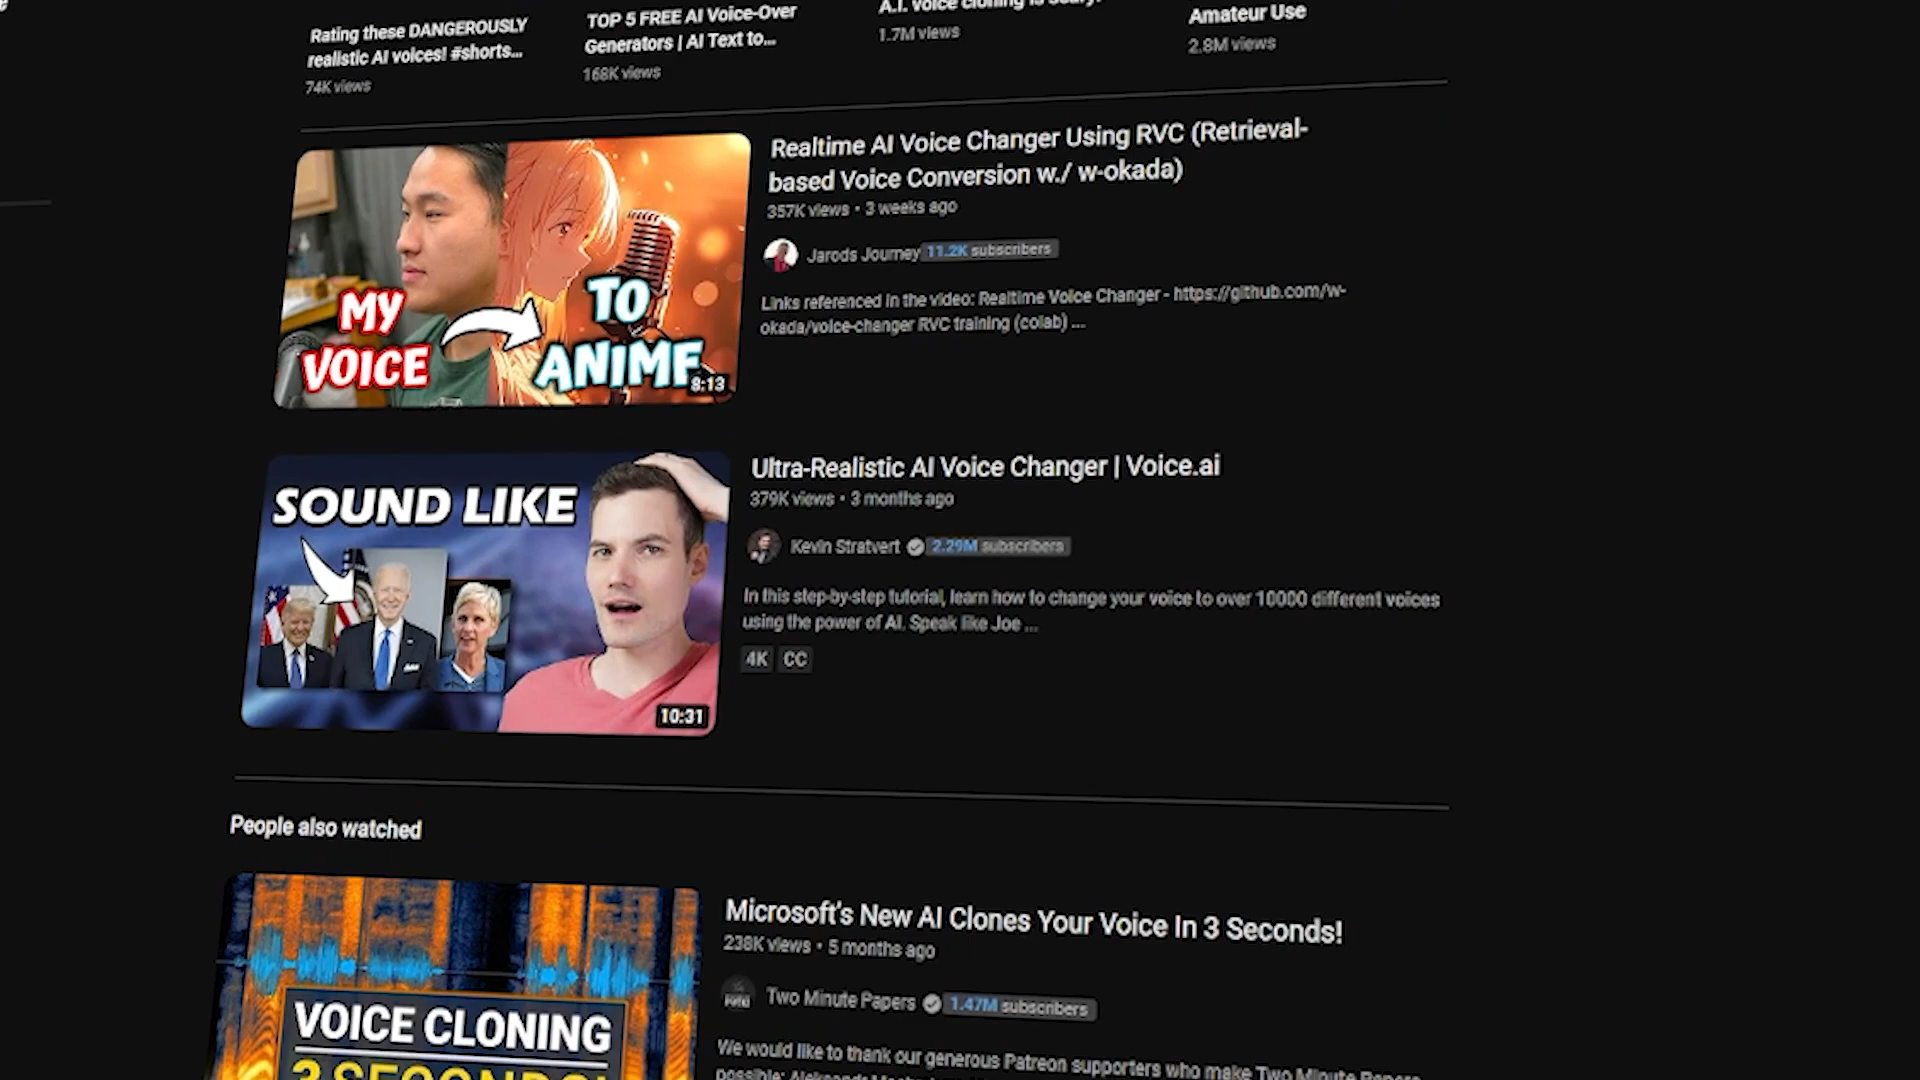 Rating these DANGEROUSLY
realistic AI voices! #shorts...
74K views
TOP 5 FREE AI Voice-Over
Generators | AI Text to...
168K views
A.I. voice cloning is scary!
1.7M views
Amateur Use
2.8M views
MY
VOICE
TO
ANIME
8:13
Realtime AI Voice Changer Using RVC (Retrieval-
based Voice Conversion w./ w-okada)
357K views • 3 weeks ago
Jarods Journey 11.2K subscribers
Links referenced in the video: Realtime Voice Changer - https://github.com/w-
okada/voice-changer RVC training (colab) ...
SOUND LIKE
10:31
Ultra-Realistic AI Voice Changer | Voice.ai
379K views • 3 months ago
Kevin Stratvert 2.29M subscribers
In this step-by-step tutorial, learn how to change your voice to over 10000 different voices
using the power of AI. Speak like Joe ...
4K CC
People also watched
VOICE CLONING
3 SECONDS!
Microsoft's New AI Clones Your Voice In 3 Seconds!
238K views • 5 months ago
Two Minute Papers 1.47M subscribers
We would like to thank our generous Patreon supporters who make Two Minute Papers
possible: